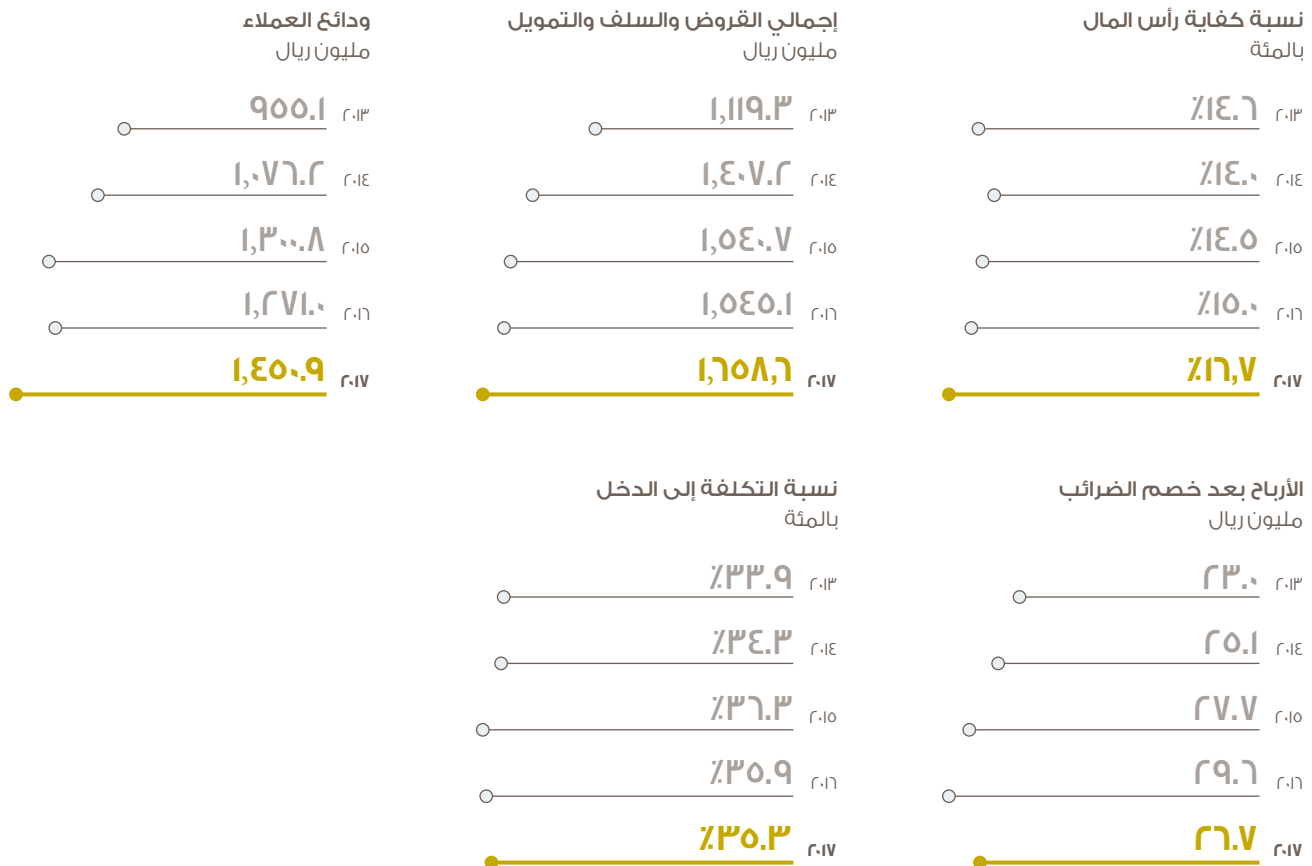 نسبة كفاية رأس المال
بالمئة
٢٠١٣ ١٤.٦٪
٢٠١٤ ١٤.٠٪
٢٠١٥ ١٤.٥٪
٢٠١٦ ١٥.٠٪
٢٠١٧ ١٦,٧٪
إجمالي القروض والسلف والتمويل
مليون ريال
٢٠١٣ ١,١١٩.٣
٢٠١٤ ١,٤٠٧.٢
٢٠١٥ ١,٥٤٠.٧
٢٠١٦ ١,٥٤٥.١
٢٠١٧ ١,٦٥٨,٦
ودائع العملاء
مليون ريال
٢٠١٣ ٩٥٥.١
٢٠١٤ ١,٠٧٦.٢
٢٠١٥ ١,٣٠٠.٨
٢٠١٦ ١,٢٧١.٠
٢٠١٧ ١,٤٥٠.٩
الأرباح بعد خصم الضرائب
مليون ريال
٢٠١٣ ٢٣.٠
٢٠١٤ ٢٥.١
٢٠١٥ ٢٧.٧
٢٠١٦ ٢٩.٦
٢٠١٧ ٢٦.٧
نسبة التكلفة إلى الدخل
بالمئة
٢٠١٣ ٣٣.٩٪
٢٠١٤ ٣٤.٣٪
٢٠١٥ ٣٦.٣٪
٢٠١٦ ٣٥.٩٪
٢٠١٧ ٣٥.٣٪